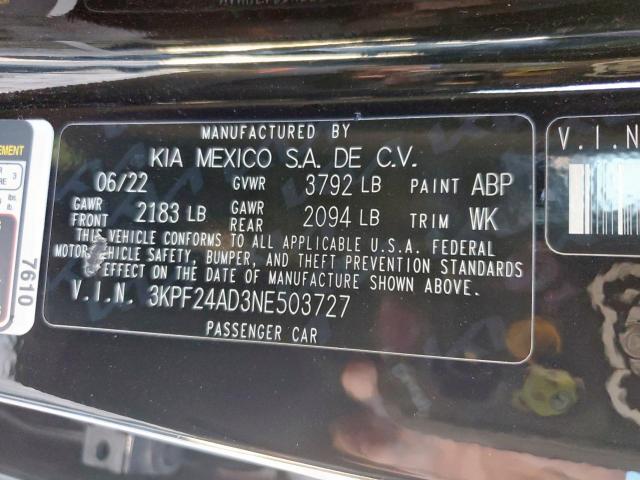 MANUFACTURED BY
KIA MEXICO S.A. DE C.V.
06/22 GVWR 3792 LB PAINT ABP
GAWR FRONT 2183 LB GAWR REAR 2094 LB TRIM WK
THIS VEHICLE CONFORMS TO ALL APPLICABLE U.S.A. FEDERAL
MOTOR VEHICLE SAFETY, BUMPER, AND THEFT PREVENTION STANDARDS
EFFECT ON THE DATE OF MANUFACTURE SHOWN ABOVE.
V.I.N. 3KPF24AD3NE503727
PASSENGER CAR
7610
V.I.N